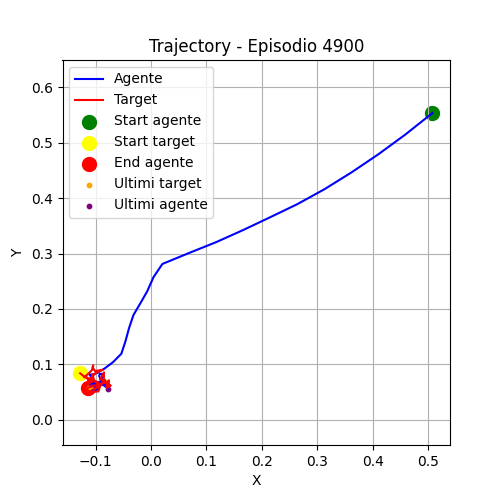 Trajectory - Episodio 4900
Agente
Target
Start agente
Start target
End agente
Ultimi target
Ultimi agente
0.6
0.5
0.4
0.3
0.2
0.1
0.0
Y
−0.1 0.0 0.1 0.2 0.3 0.4 0.5
X